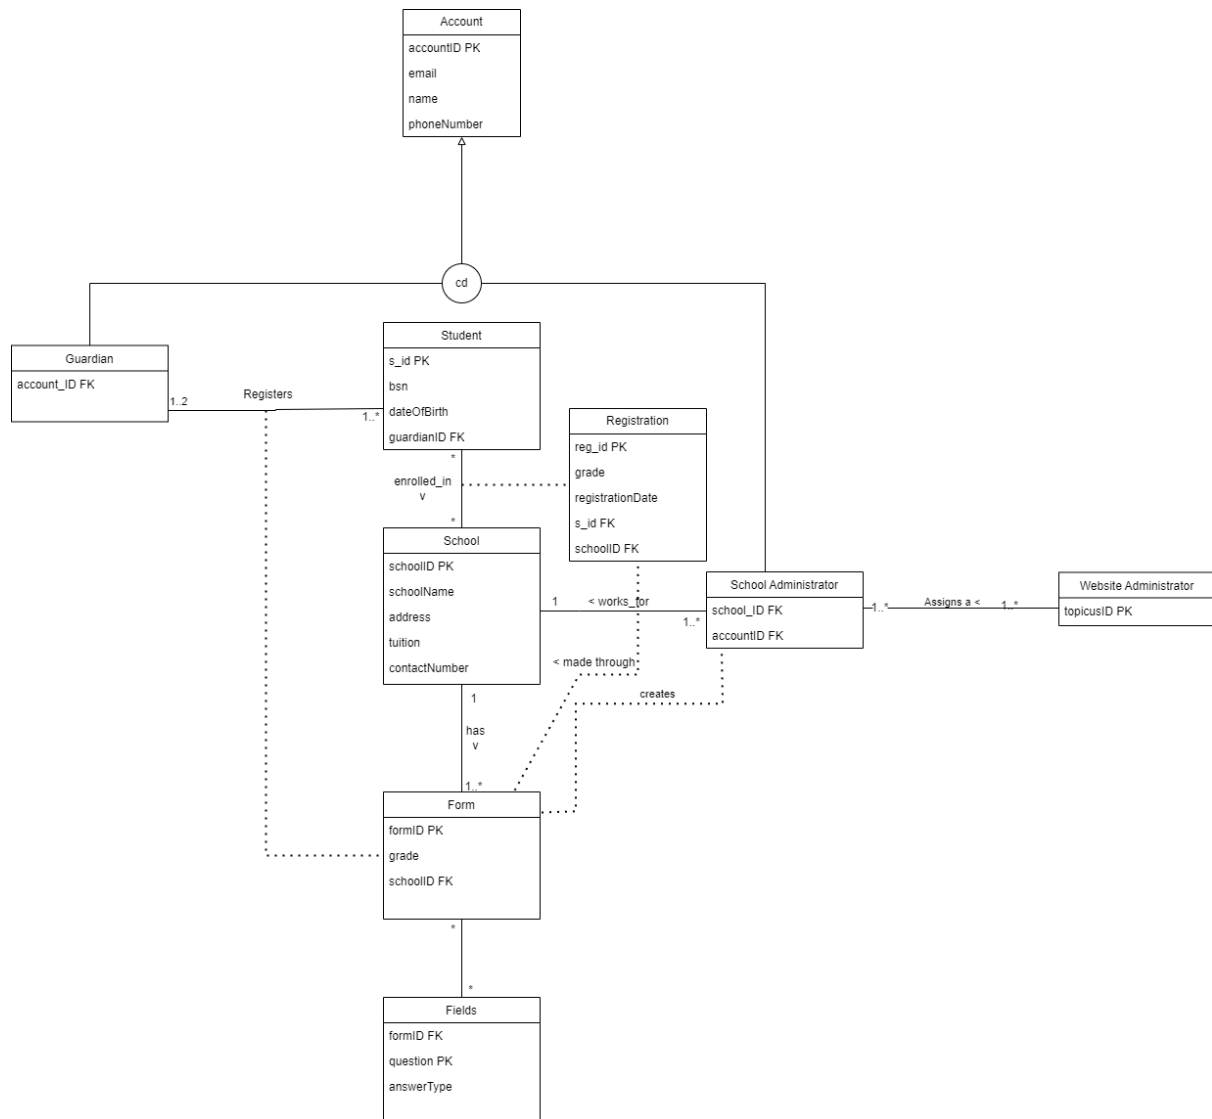 Account
accountID PK
email
name
phoneNumber
cd
Guardian
account_ID FK
1..2
Registers
1..*
Student
s_id PK
bsn
dateOfBirth
guardianID FK
*
enrolled_in
v
*
Registration
reg_id PK
grade
registrationDate
s_id FK
schoolID FK
School
schoolID PK
schoolName
address
tuition
contactNumber
1
< works_for
1..*
School Administrator
school_ID FK
accountID FK
1..*
Assigns a <
1..*
Website Administrator
topicusID PK
< made through
creates
1
has
v
1..*
Form
formID PK
grade
schoolID FK
*
*
Fields
formID FK
question PK
answerType